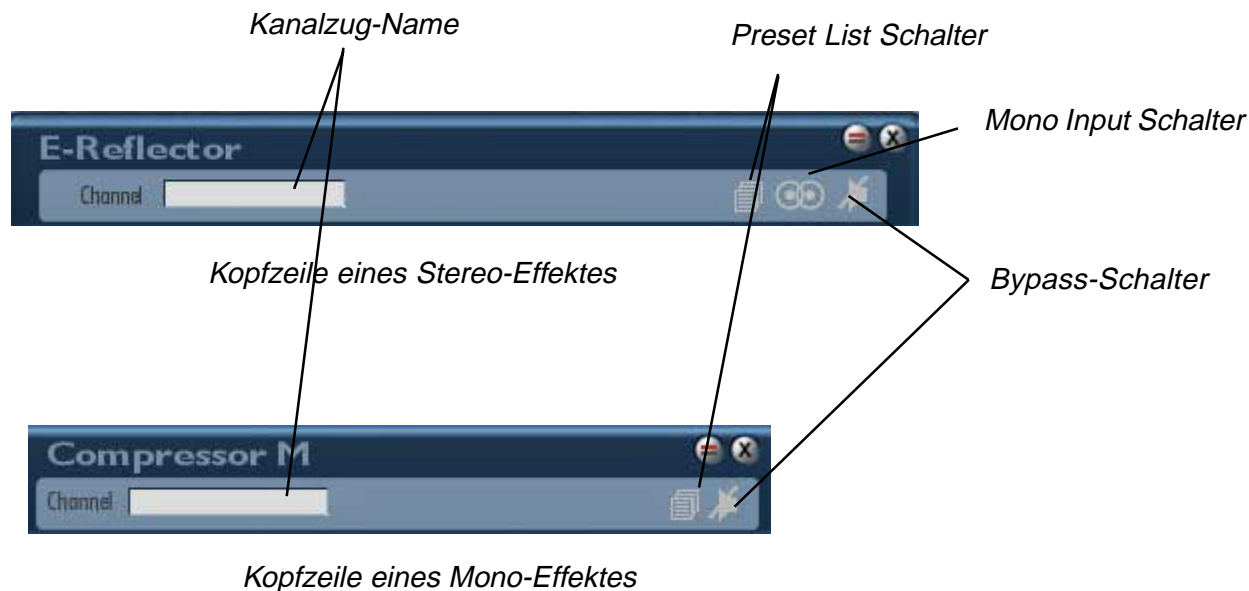 Kanalzug-Name
Preset List Schalter
Mono Input Schalter
E-Reflector
Channel
Kopfzeile eines Stereo-Effektes
Bypass-Schalter
Compressor M
Channel
Kopfzeile eines Mono-Effektes